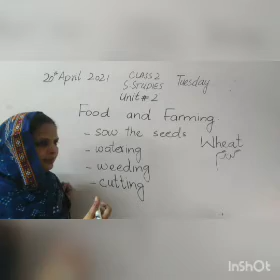 20th April 2021 CLASS 2 Tuesday
S-STUDIES
Unit # 2
Food and Farming
- sow the seeds
- watering
- weeding
- cutting
Wheat
KineMaster